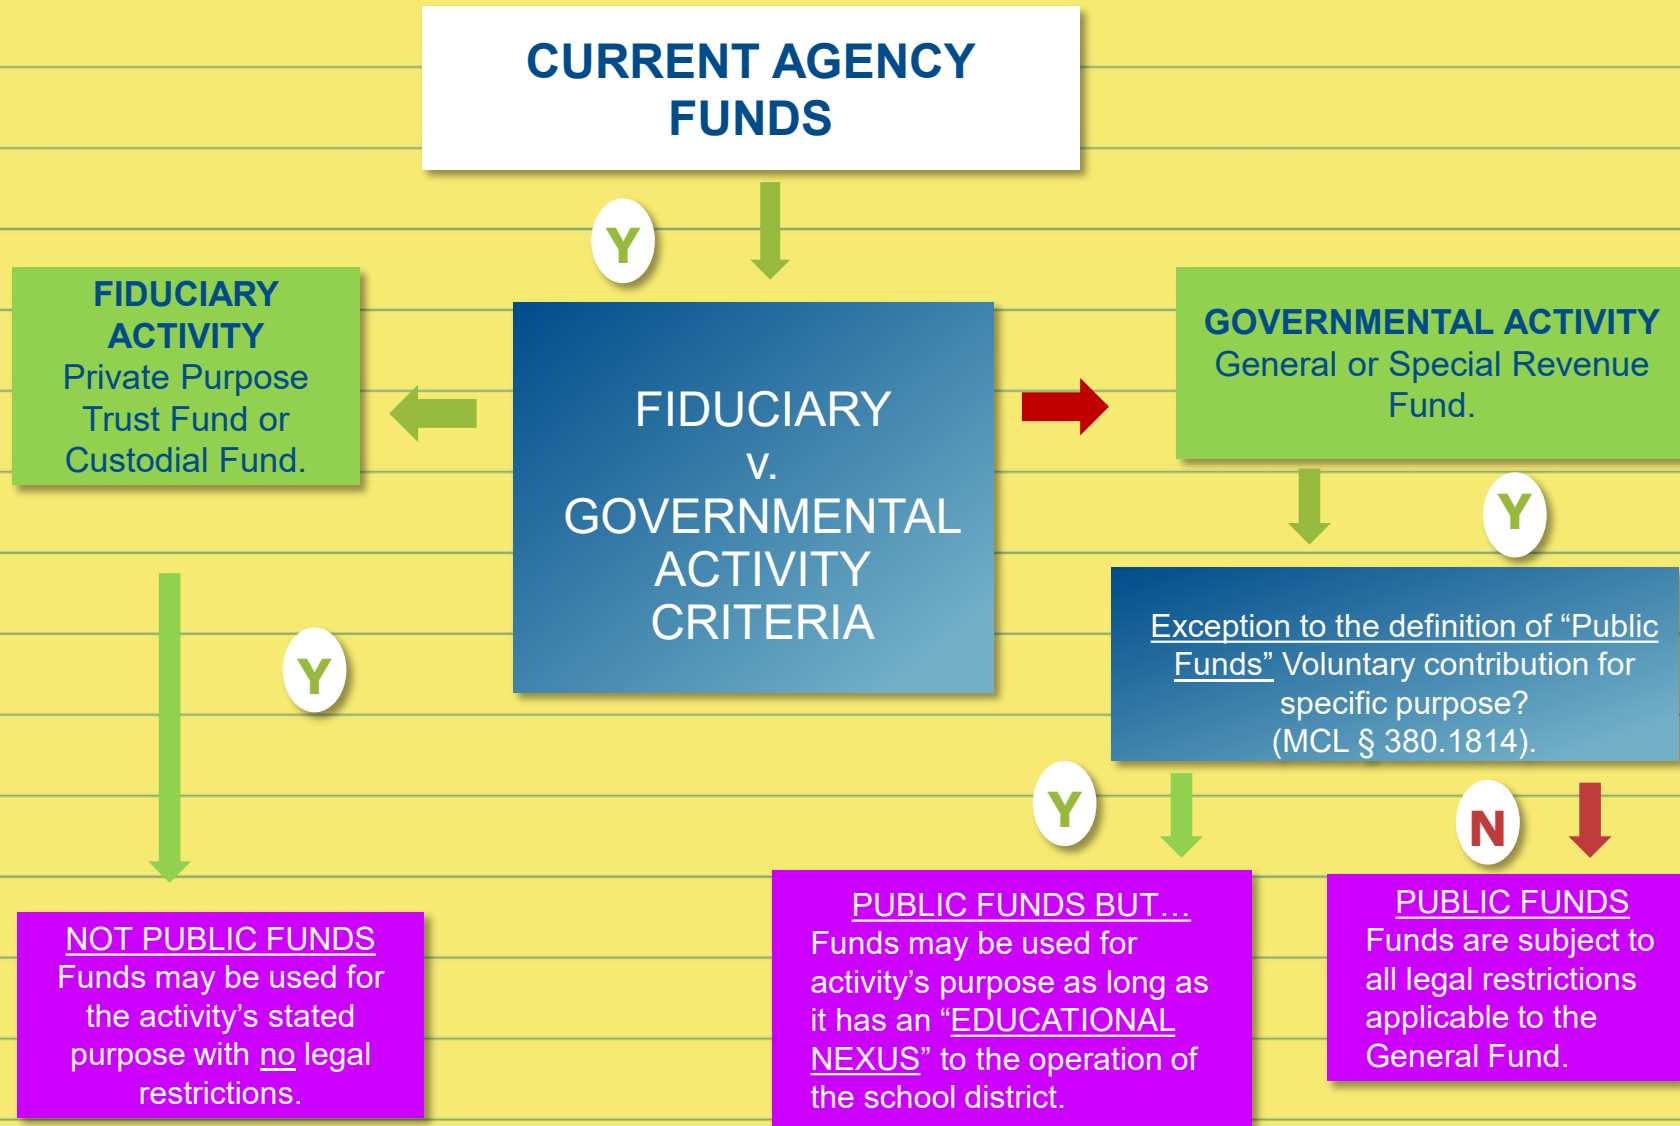 CURRENT AGENCY
FUNDS
Y
FIDUCIARY
ACTIVITY
Private Purpose
Trust Fund or
Custodial Fund.
FIDUCIARY
v.
GOVERNMENTAL
ACTIVITY
CRITERIA
GOVERNMENTAL ACTIVITY
General or Special Revenue
Fund.
Y
Y
Exception to the definition of “Public
Funds” Voluntary contribution for
specific purpose?
(MCL § 380.1814).
Y
N
NOT PUBLIC FUNDS
Funds may be used for
the activity’s stated
purpose with no legal
restrictions.
PUBLIC FUNDS BUT…
Funds may be used for
activity’s purpose as long as
it has an “EDUCATIONAL
NEXUS” to the operation of
the school district.
PUBLIC FUNDS
Funds are subject to
all legal restrictions
applicable to the
General Fund.